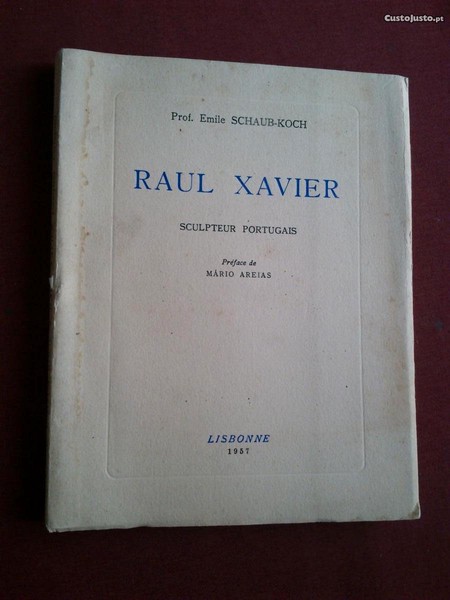 CustoJusto.pt
Prof. Emile SCHAUB-KOCH
RAUL XAVIER
SCULPTEUR PORTUGAIS
Préface de
MÁRIO AREIAS
LISBONNE
1957